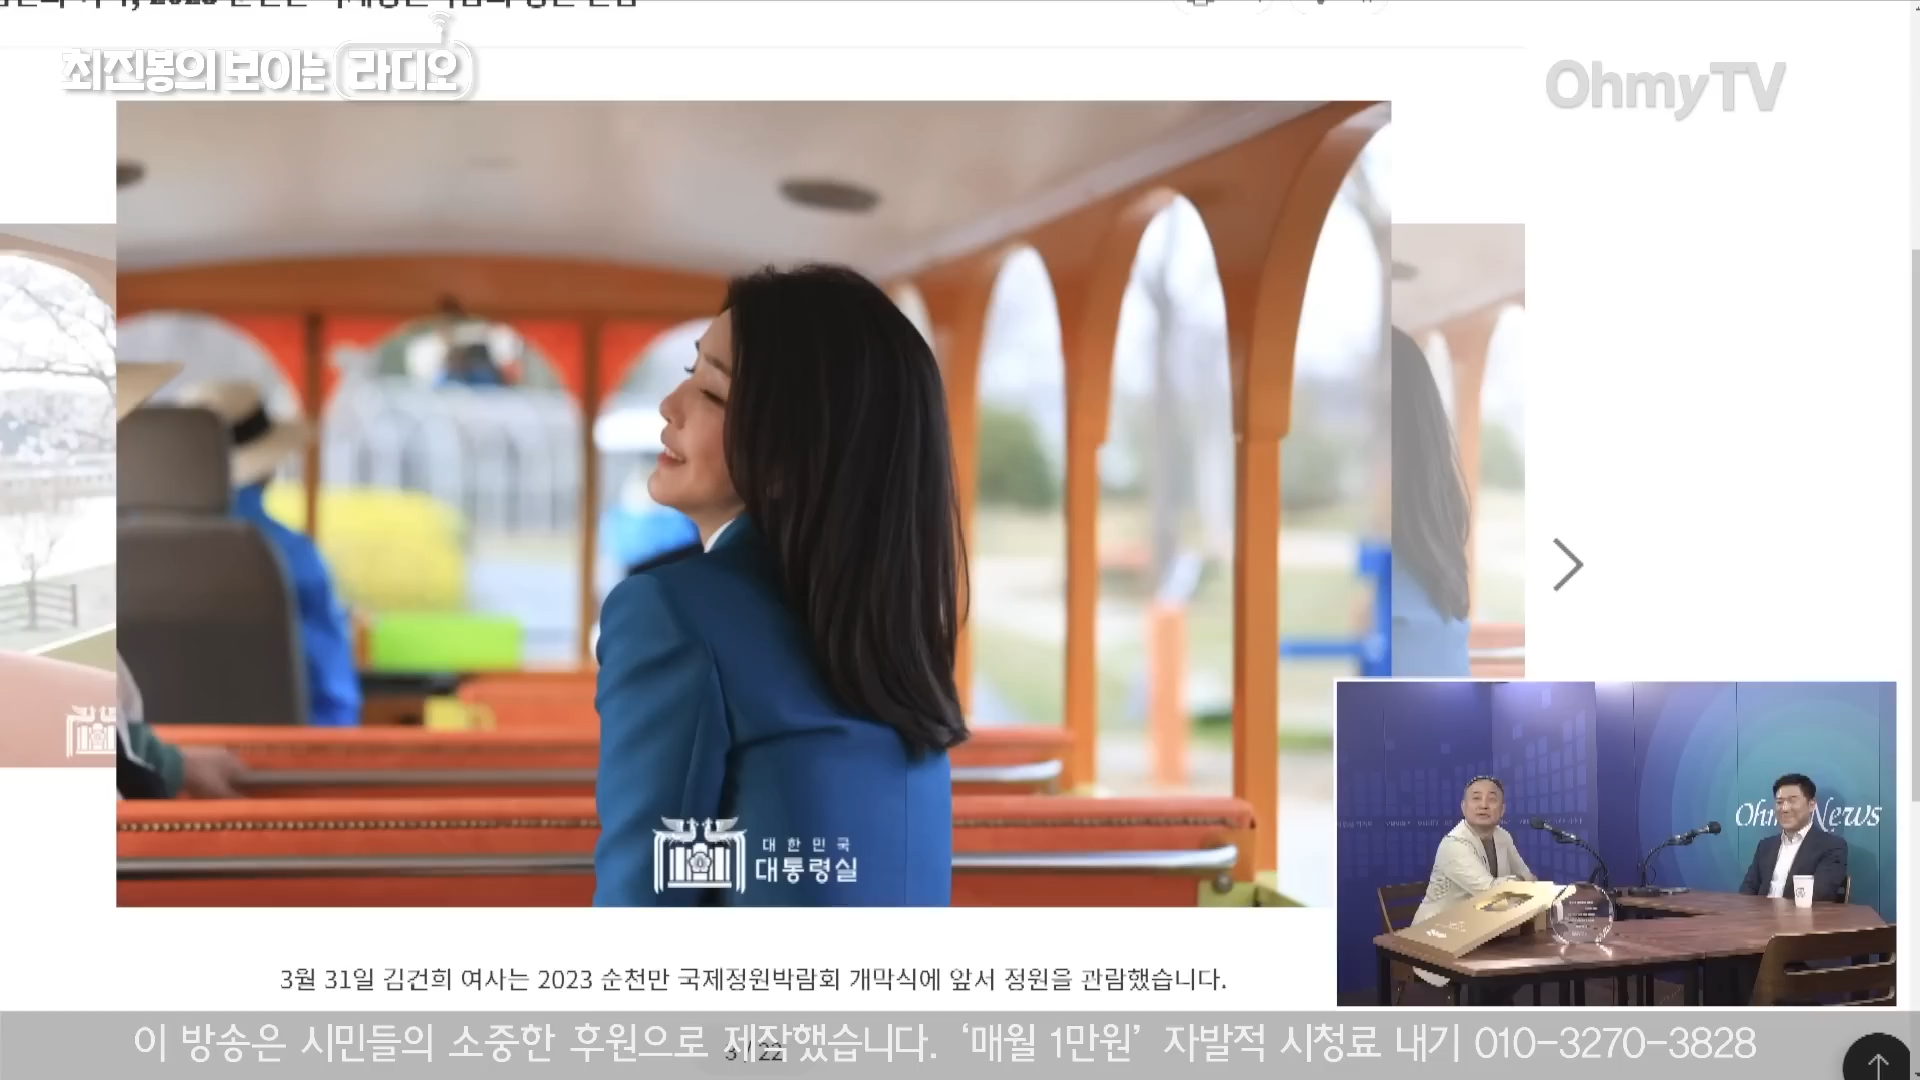 최진봉의 보이는 라디오
OhmyTV
대한민국
대통령실
OhmyNews
3월 31일 김건희 여사는 2023 순천만 국제정원박람회 개막식에 앞서 정원을 관람했습니다.
이 방송은 시민들의 소중한 후원으로 제작했습니다. ‘매월 1만원’ 자발적 시청료 내기 010-3270-3828
3 / 22